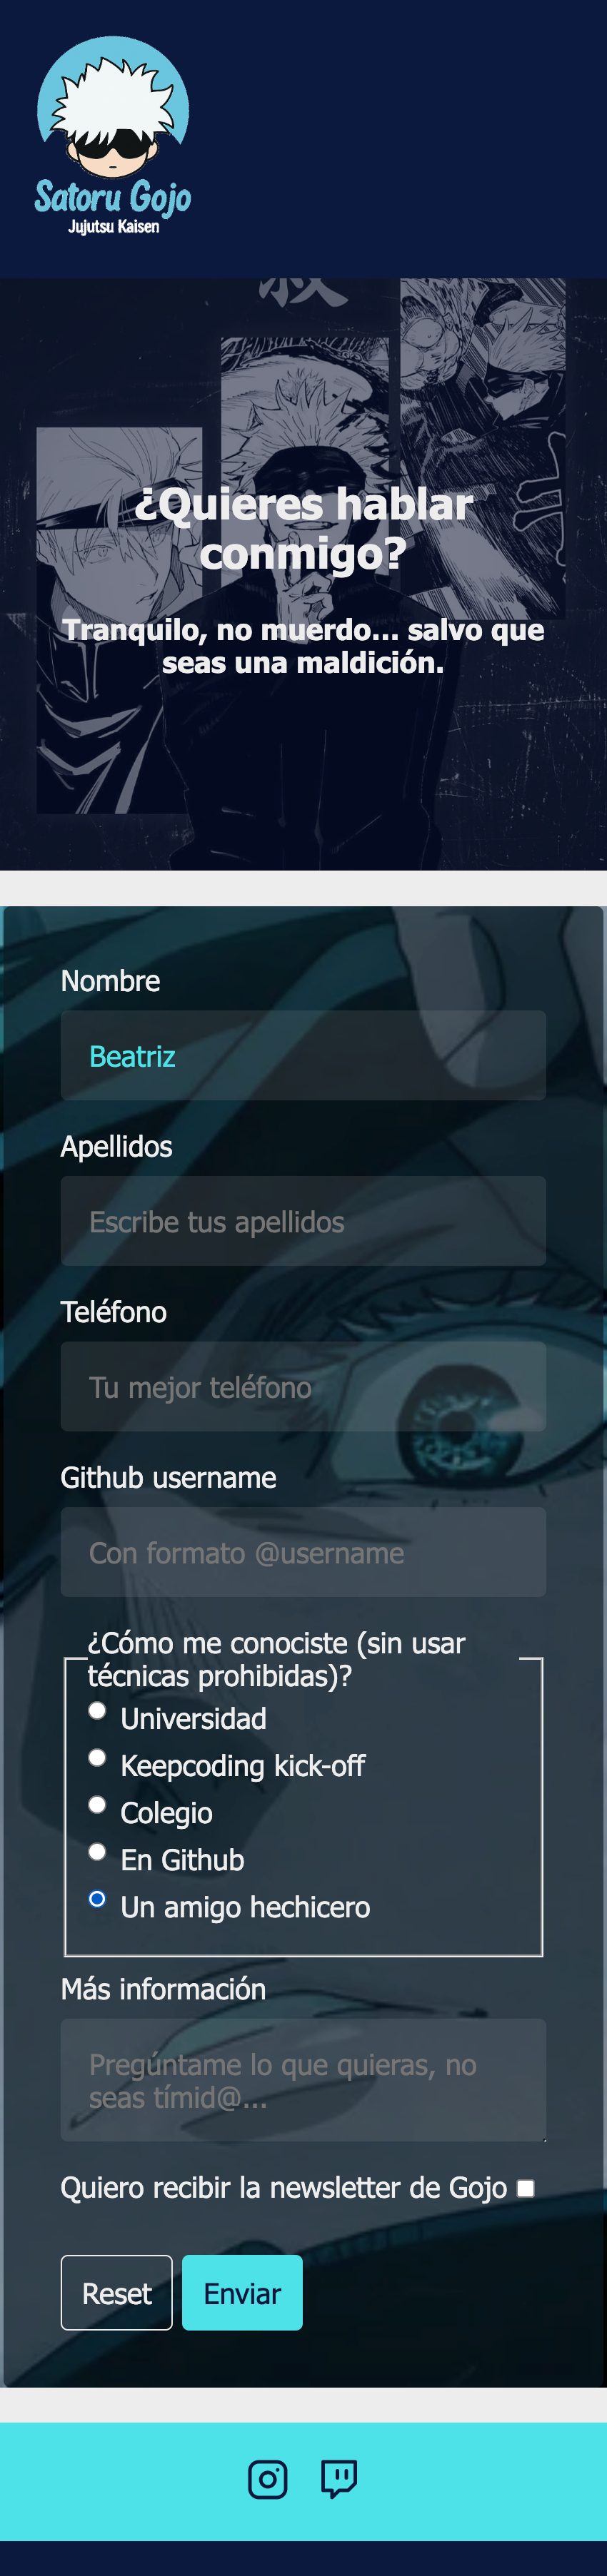 Satoru Gojo
Jujutsu Kaisen
¿Quieres hablar
conmigo?
Tranquilo, no muerdo... salvo que
seas una maldición.
Nombre
Beatriz
Apellidos
Escribe tus apellidos
Teléfono
Tu mejor teléfono
Github username
Con formato @username
¿Cómo me conociste (sin usar
técnicas prohibidas)?
Universidad
Keepcoding kick-off
Colegio
En Github
Un amigo hechicero
Más información
Pregúntame lo que quieras, no
seas tímid@...
Quiero recibir la newsletter de Gojo
Reset Enviar